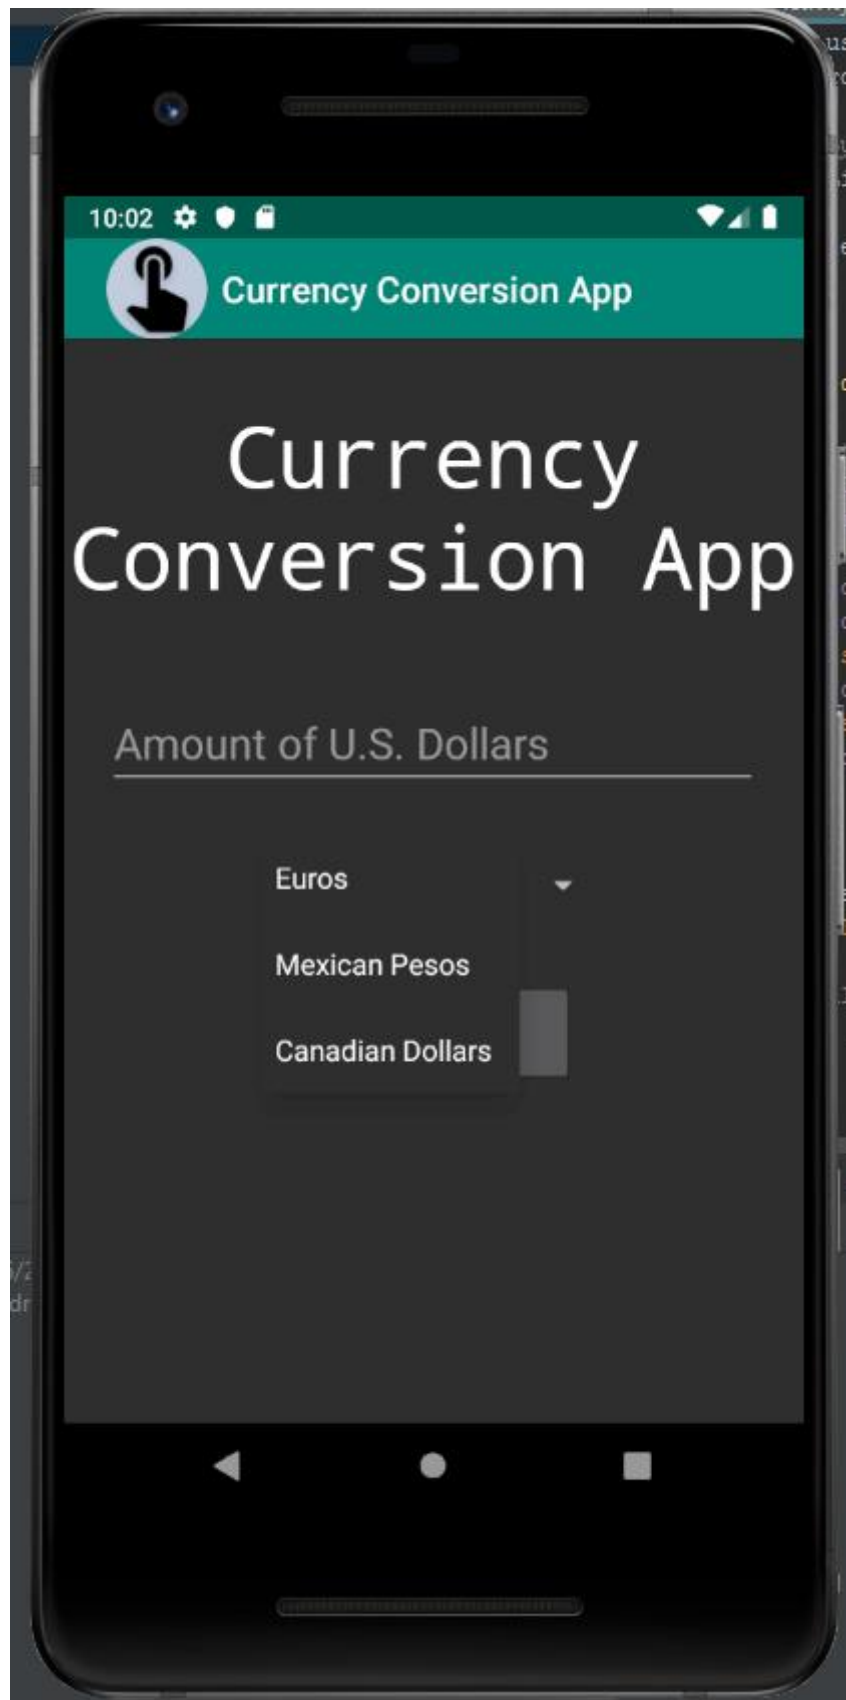 10:02
Currency Conversion App
Currency
Conversion App
Amount of U.S. Dollars
Euros
Mexican Pesos
Canadian Dollars